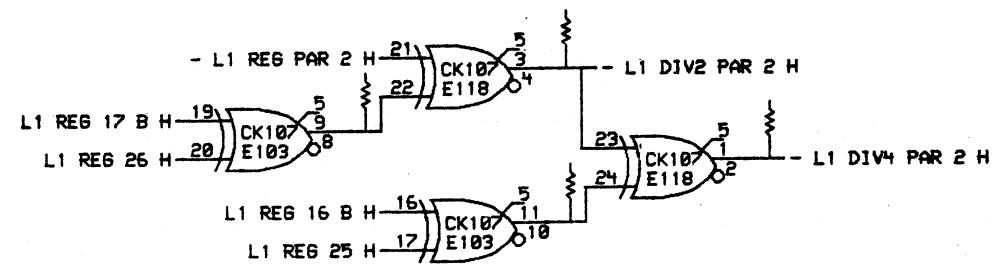 - L1 REG PAR 2 H 21 CK107 5 3 4 - L1 DIV2 PAR 2 H
22 E118
L1 REG 17 B H 19 CK107 5 9 8
L1 REG 26 H 20 E103
23 CK107 5 1 2 - L1 DIV4 PAR 2 H
24 E118
L1 REG 16 B H 16 CK107 5 11 10
L1 REG 25 H 17 E103